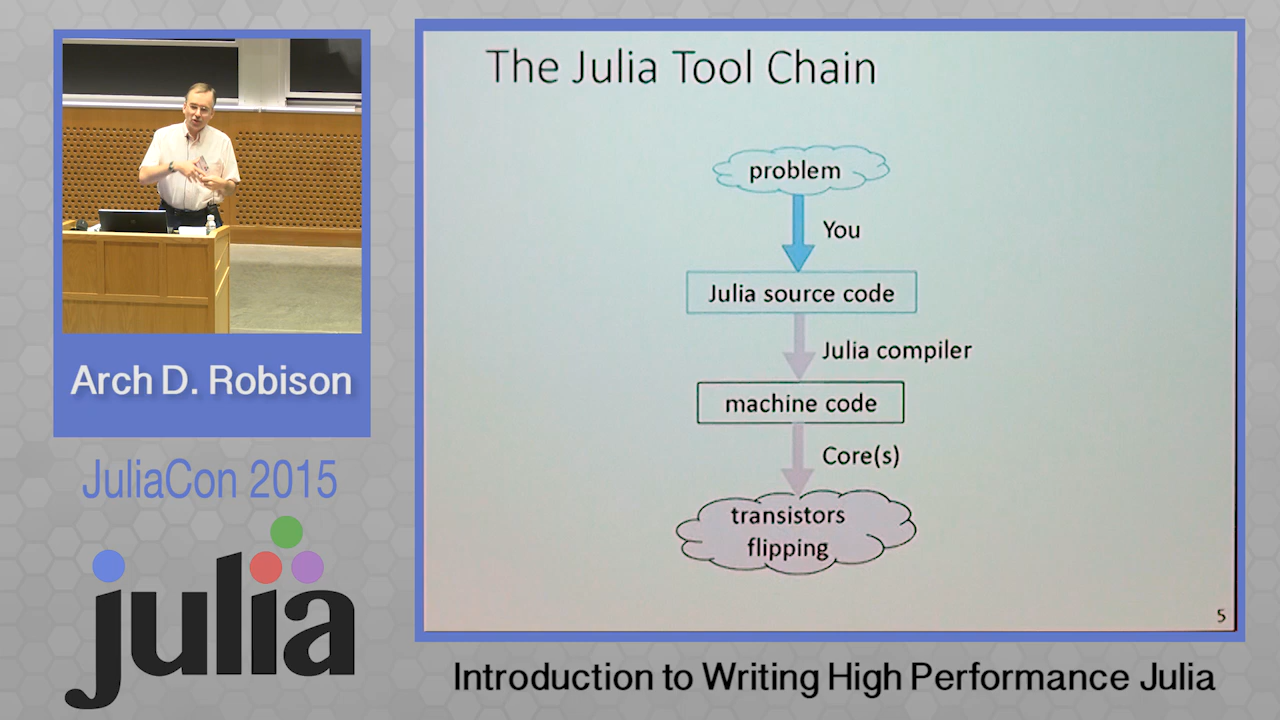 The Julia Tool Chain
problem
You
Julia source code
Julia compiler
machine code
Core(s)
transistors
flipping
5
Arch D. Robison
JuliaCon 2015
julia
Introduction to Writing High Performance Julia